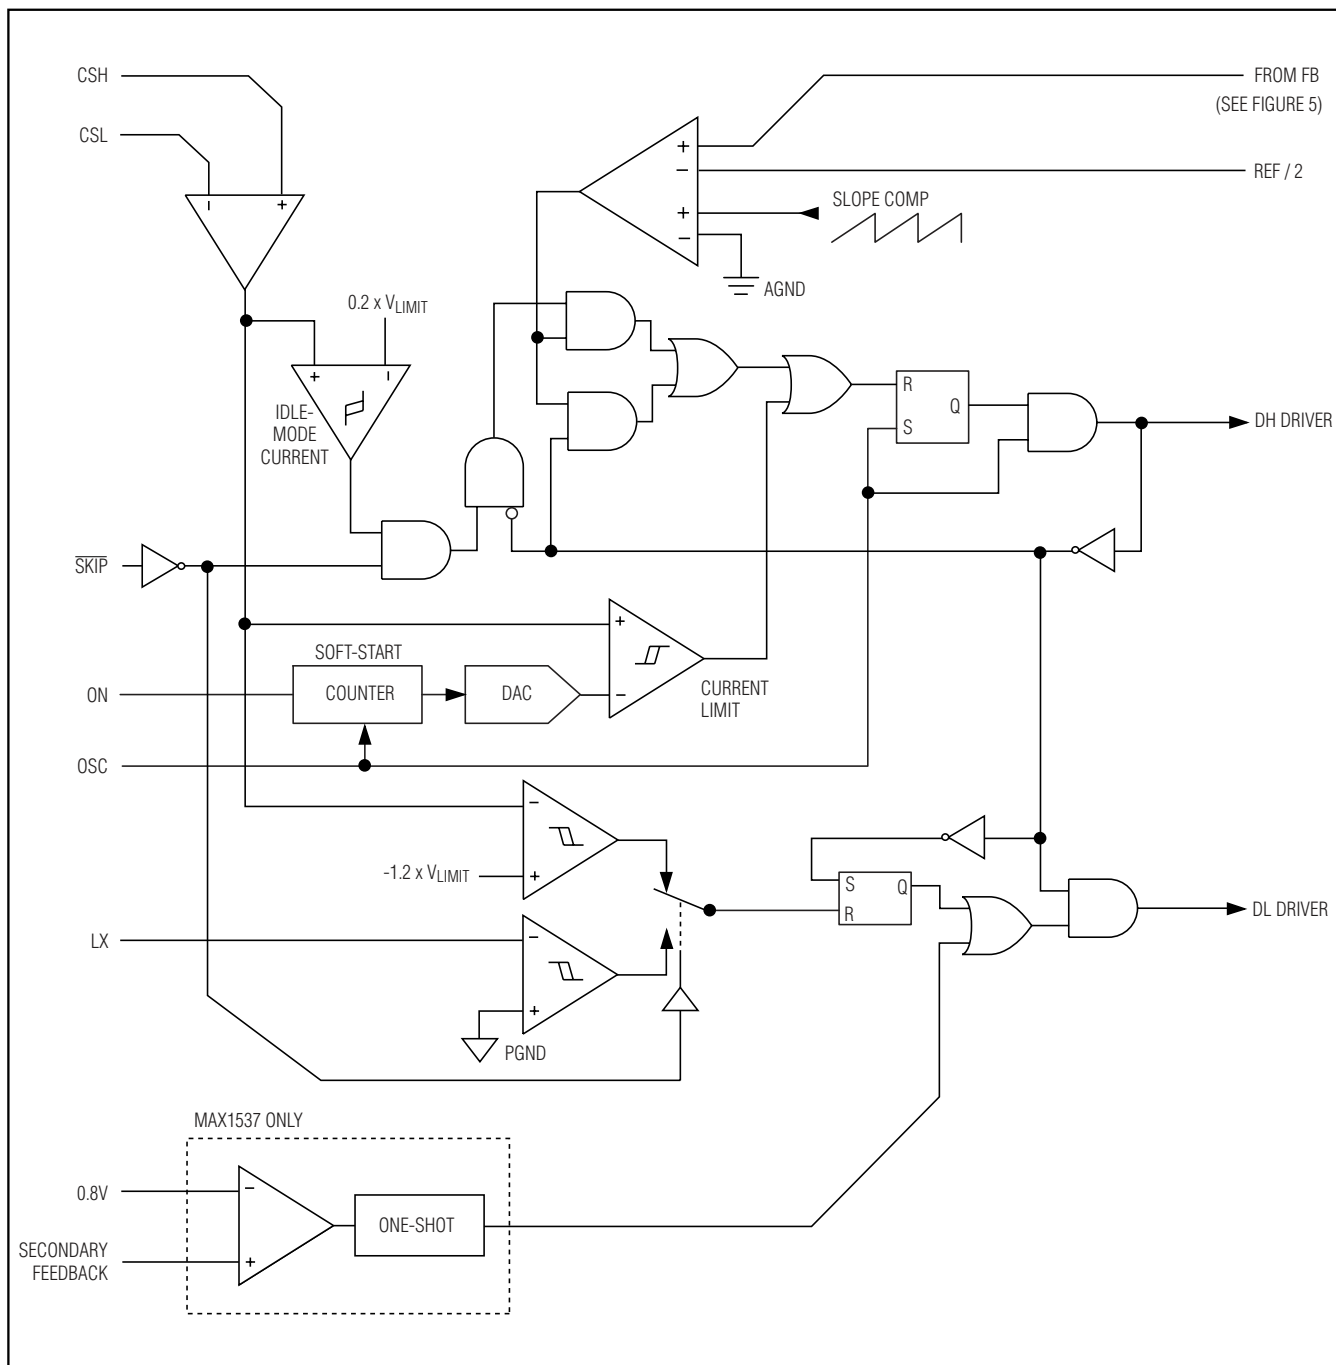 CSH
FROM FB
(SEE FIGURE 5)
CSL
+
REF / 2
−
− +
SLOPE COMP
+
−
AGND
0.2 x VLIMIT
+ −
IDLE-
MODE
CURRENT
R
Q
S
DH DRIVER
SKIP
+
SOFT-START
ON
COUNTER
DAC
−
CURRENT
LIMIT
OSC
−
-1.2 x VLIMIT
+
S
Q
R
DL DRIVER
LX
−
+
PGND
MAX1537 ONLY
0.8V
−
ONE-SHOT
SECONDARY
FEEDBACK
+